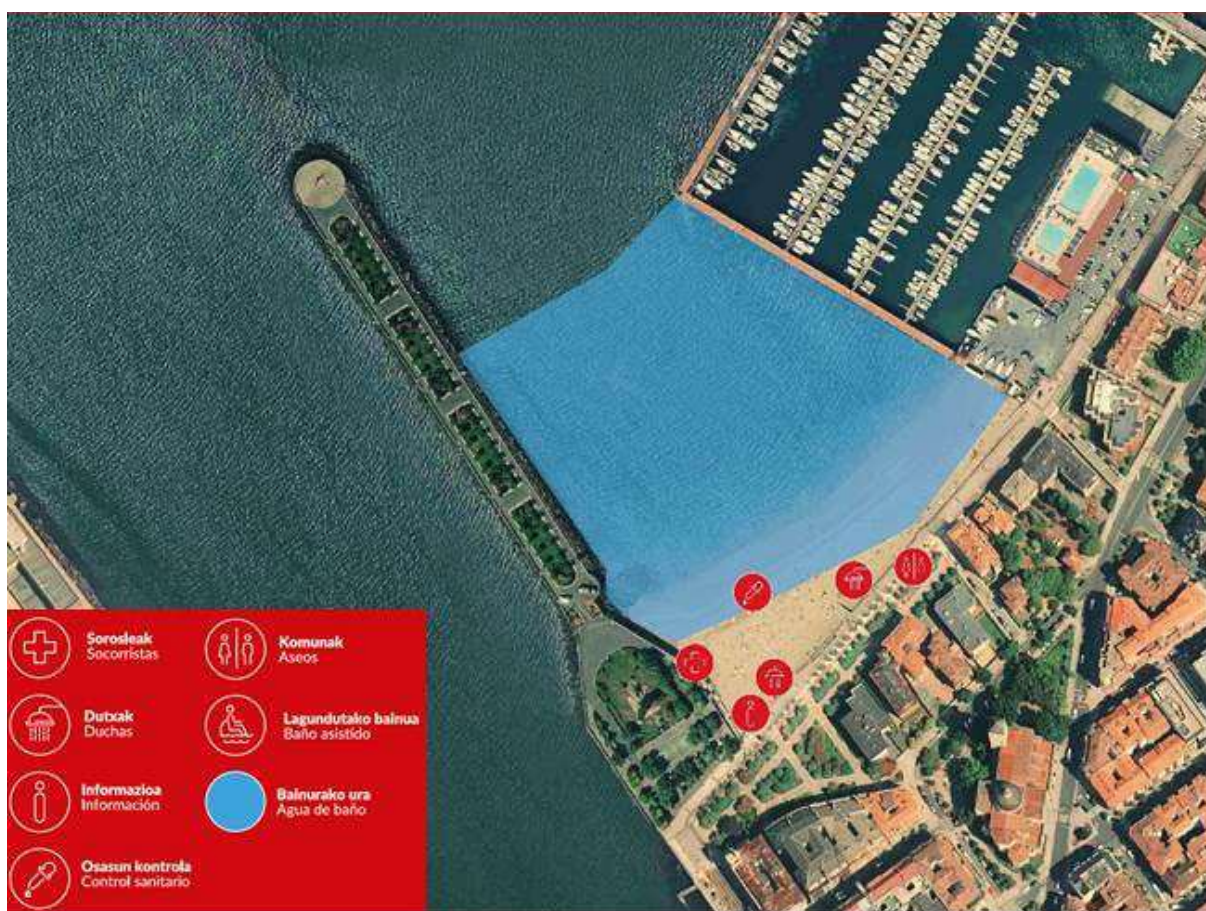 Sorosleak
Socorristas
Dutxak
Duchas
Informazioa
Información
Osasun kontrola
Control sanitario
Komunak
Aseos
Lagundutako bainua
Baño asistido
Bainurako ura
Agua de baño